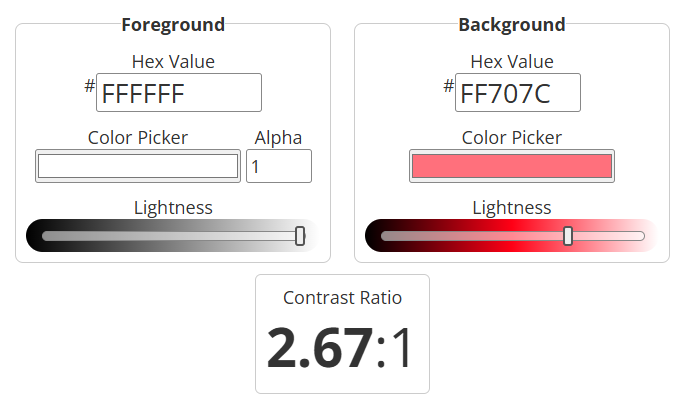 Foreground
Hex Value
# FFFFFF
Color Picker Alpha
1
Lightness
Background
Hex Value
# FF707C
Color Picker
Lightness
Contrast Ratio
2.67:1